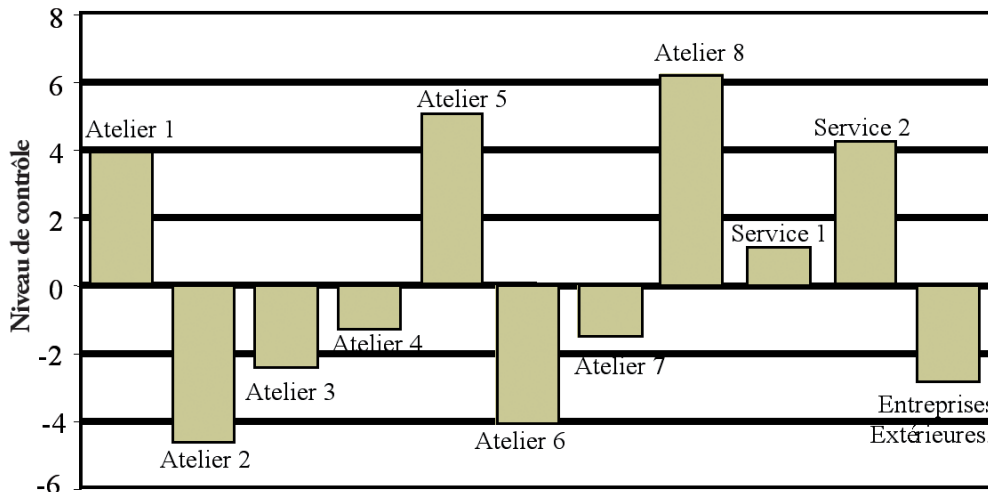 8
6
4
2
0
-2
-4
-6
Niveau de contrôle
Atelier 1
Atelier 2
Atelier 3
Atelier 4
Atelier 5
Atelier 6
Atelier 7
Atelier 8
Service 1
Service 2
Entreprises
Extérieures.